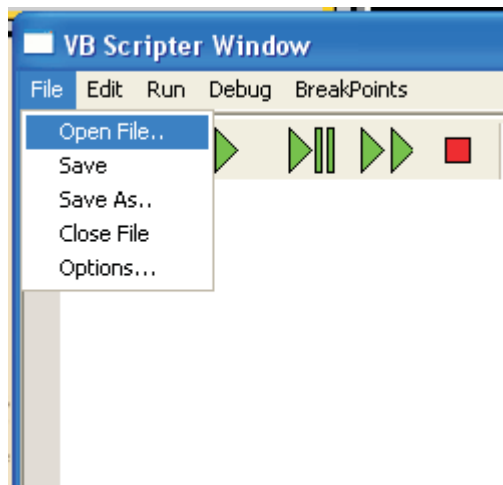 VB Scripter Window
File Edit Run Debug BreakPoints
Open File..
Save
Save As..
Close File
Options...